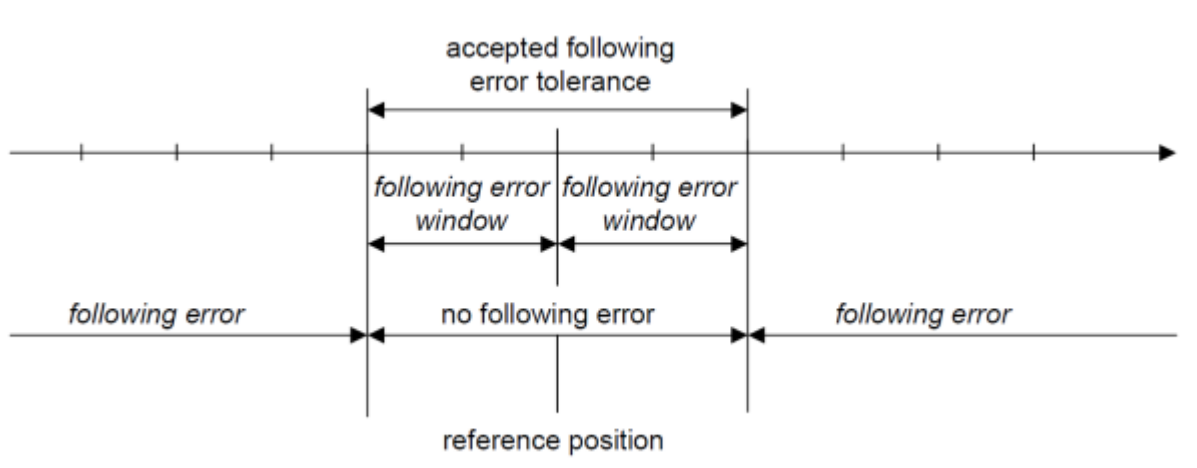 accepted following
error tolerance
following error following error
window window
following error no following error following error
reference position